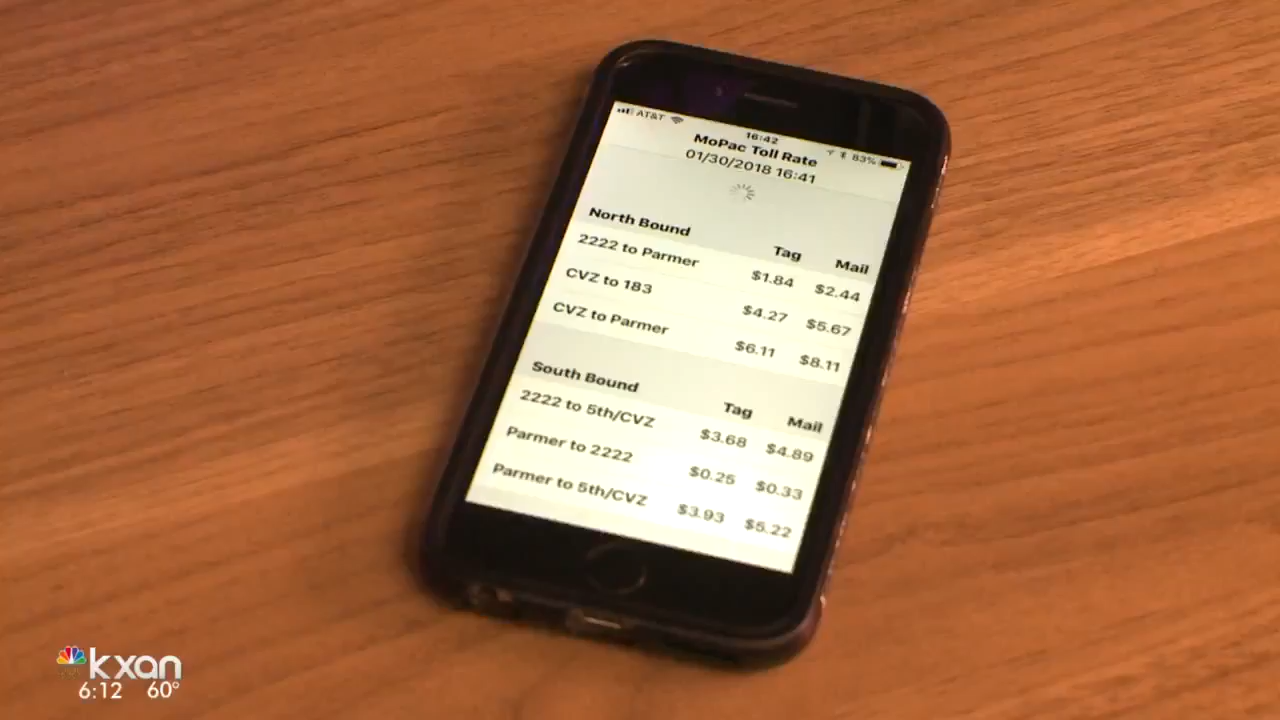 AT&T 16:42 83%
MoPac Toll Rate
01/30/2018 16:41
North Bound Tag Mail
2222 to Parmer $1.84 $2.44
CVZ to 183 $4.27 $5.67
CVZ to Parmer $6.11 $8.11
South Bound Tag Mail
2222 to 5th/CVZ $3.68 $4.89
Parmer to 2222 $0.25 $0.33
Parmer to 5th/CVZ $3.93 $5.22
kxan
6:12 60°